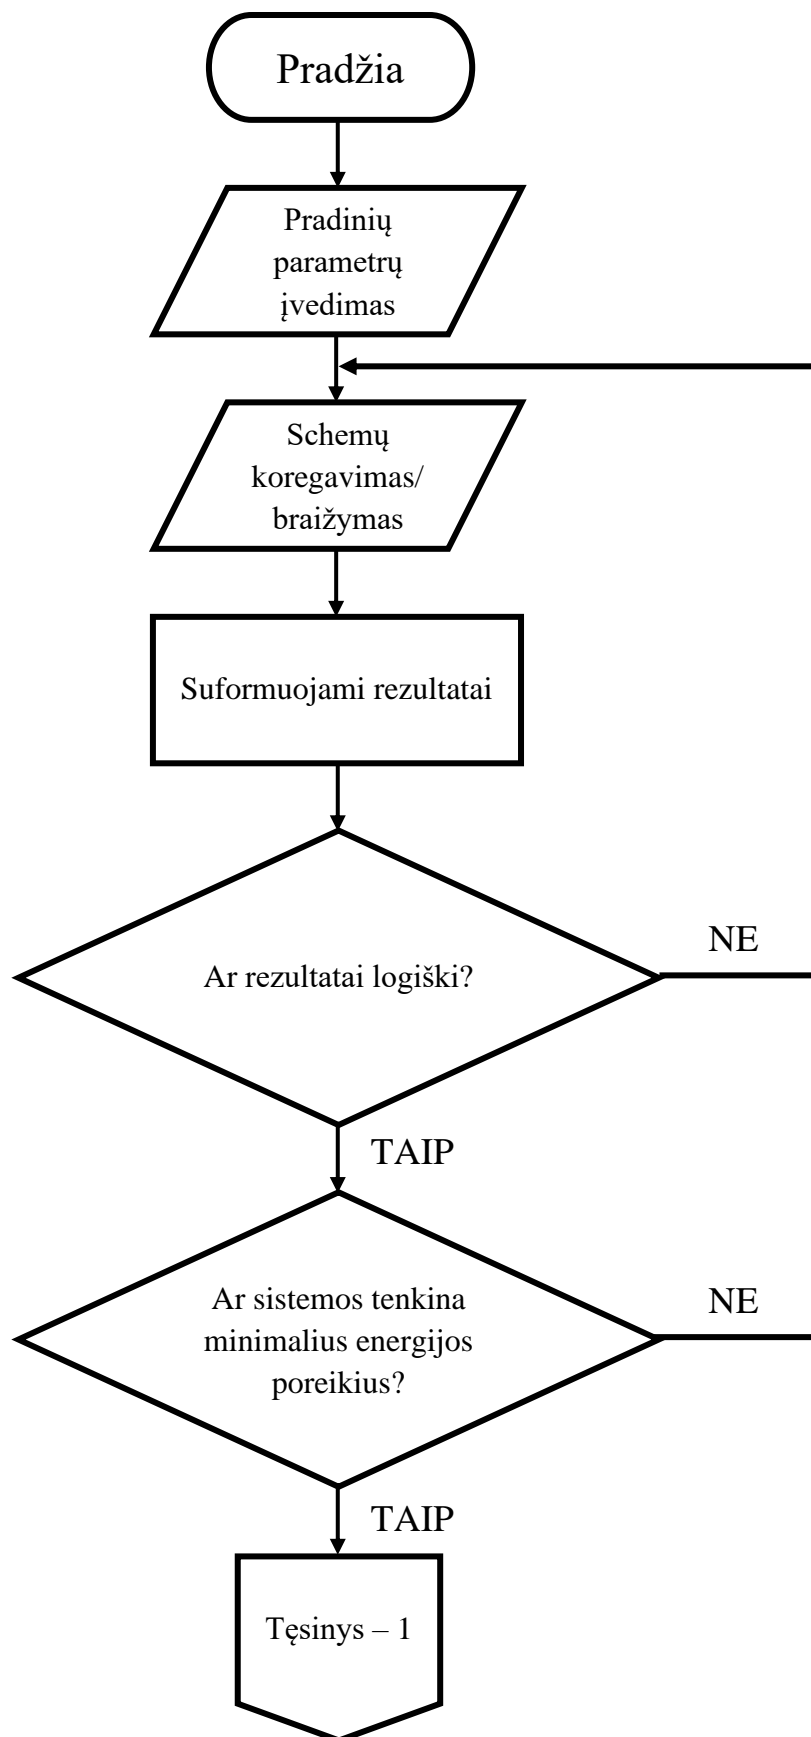 Pradžia
Pradinių
parametrų
įvedimas
Schemų
koregavimas/
braižymas
Suformuojami rezultatai
NE
Ar rezultatai logiški?
TAIP
NE
Ar sistemos tenkina
minimalius energijos
poreikius?
TAIP
Tęsinys – 1